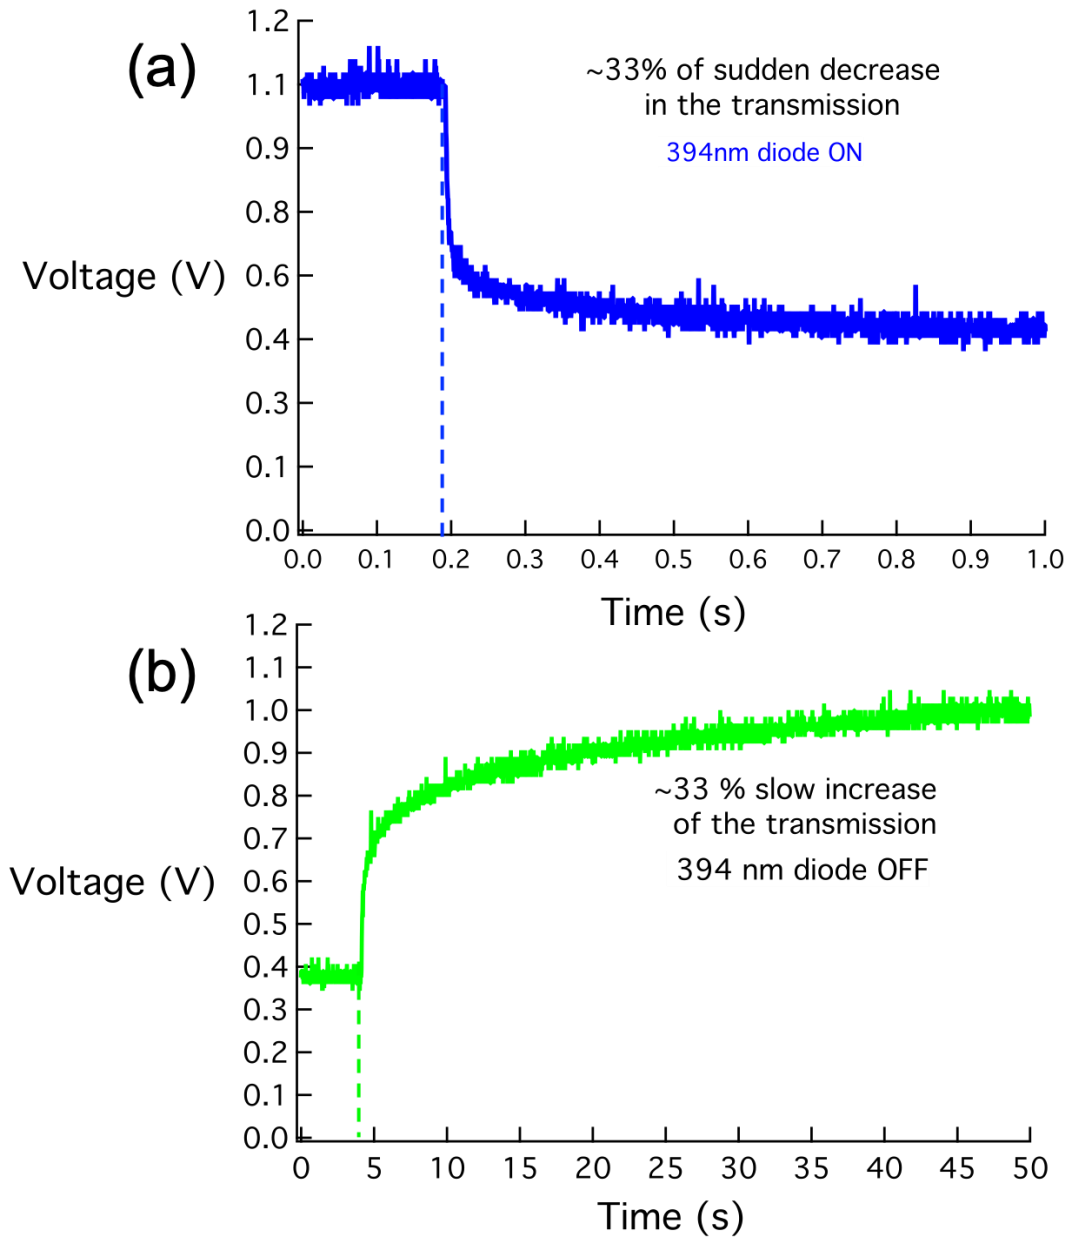 (a)
1.2
1.1
0.9
0.8
0.6
0.4
0.3
0.1
0.0
Voltage (V)
~33% of sudden decrease
in the transmission
394nm diode ON
0.0 0.1 0.2 0.3 0.4 0.5 0.6 0.7 0.8 0.9 1.0
Time (s)
(b)
1.2
1.1
1.0
0.9
0.8
0.7
0.6
0.5
0.4
0.3
0.2
0.1
0.0
Voltage (V)
~33 % slow increase
of the transmission
394 nm diode OFF
0 5 10 15 20 25 30 35 40 45 50
Time (s)